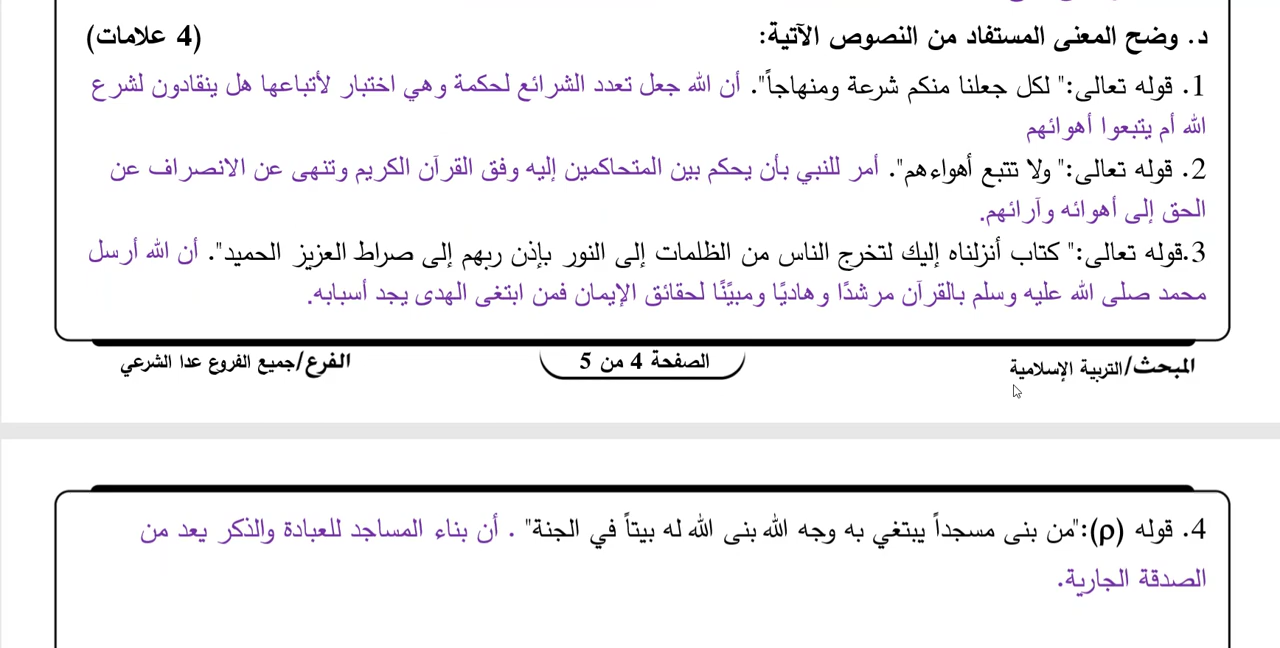 د. وضح المعنى المستفاد من النصوص الآتية: (4 علامات)
1. قوله تعالى:" لكل جعلنا منكم شرعة ومنهاجاً". أن الله جعل تعدد الشرائع لحكمة وهي اختبار لأتباعها هل ينقادون لشرع
الله أم يتبعوا أهوائهم
2. قوله تعالى:" ولا تتبع أهواءهم". أمر للنبي بأن يحكم بين المتحاكمين إليه وفق القرآن الكريم وتنهى عن الانصراف عن
الحق إلى أهوائه وآرائهم.
3.قوله تعالى:" كتاب أنزلناه إليك لتخرج الناس من الظلمات إلى النور بإذن ربهم إلى صراط العزيز الحميد". أن الله أرسل
محمد صلى الله عليه وسلم بالقرآن مرشدًا وهاديًا ومبيّنًا لحقائق الإيمان فمن ابتغى الهدى يجد أسبابه.
المبحث/التربية الإسلامية الصفحة 4 من 5 الفرع/جميع الفروع عدا الشرعي
4. قوله (ρ):"من بنى مسجداً يبتغي به وجه الله بنى الله له بيتاً في الجنة" . أن بناء المساجد للعبادة والذكر يعد من
الصدقة الجارية.